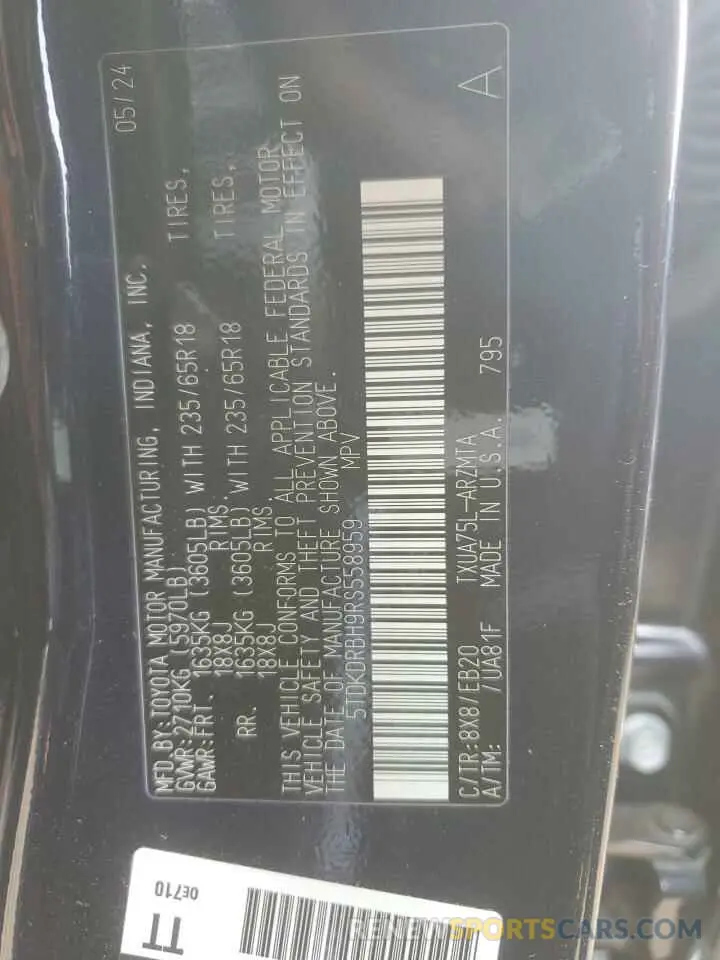 MFD.BY:TOYOTA MOTOR MANUFACTURING, INDIANA, INC. 05/24
GVWR:2710KG (5970LB)
GAWR:FRT. 1635KG (3605LB) WITH 235/65R18 TIRES,
18X8J RIMS.
RR. 1635KG (3605LB) WITH 235/65R18 TIRES,
18X8J RIMS.
THIS VEHICLE CONFORMS TO ALL APPLICABLE FEDERAL MOTOR
VEHICLE SAFETY AND THEFT PREVENTION STANDARDS IN EFFECT ON
THE DATE OF MANUFACTURE SHOWN ABOVE.
5TDKDRBH9RS558959 MPV
C/TR:8X8/EB20 TXUA75L-ARZMTA A
A/TM: /UA81F MADE IN U.S.A. 795
0E710
TT
RENEWSPORTCARS.COM